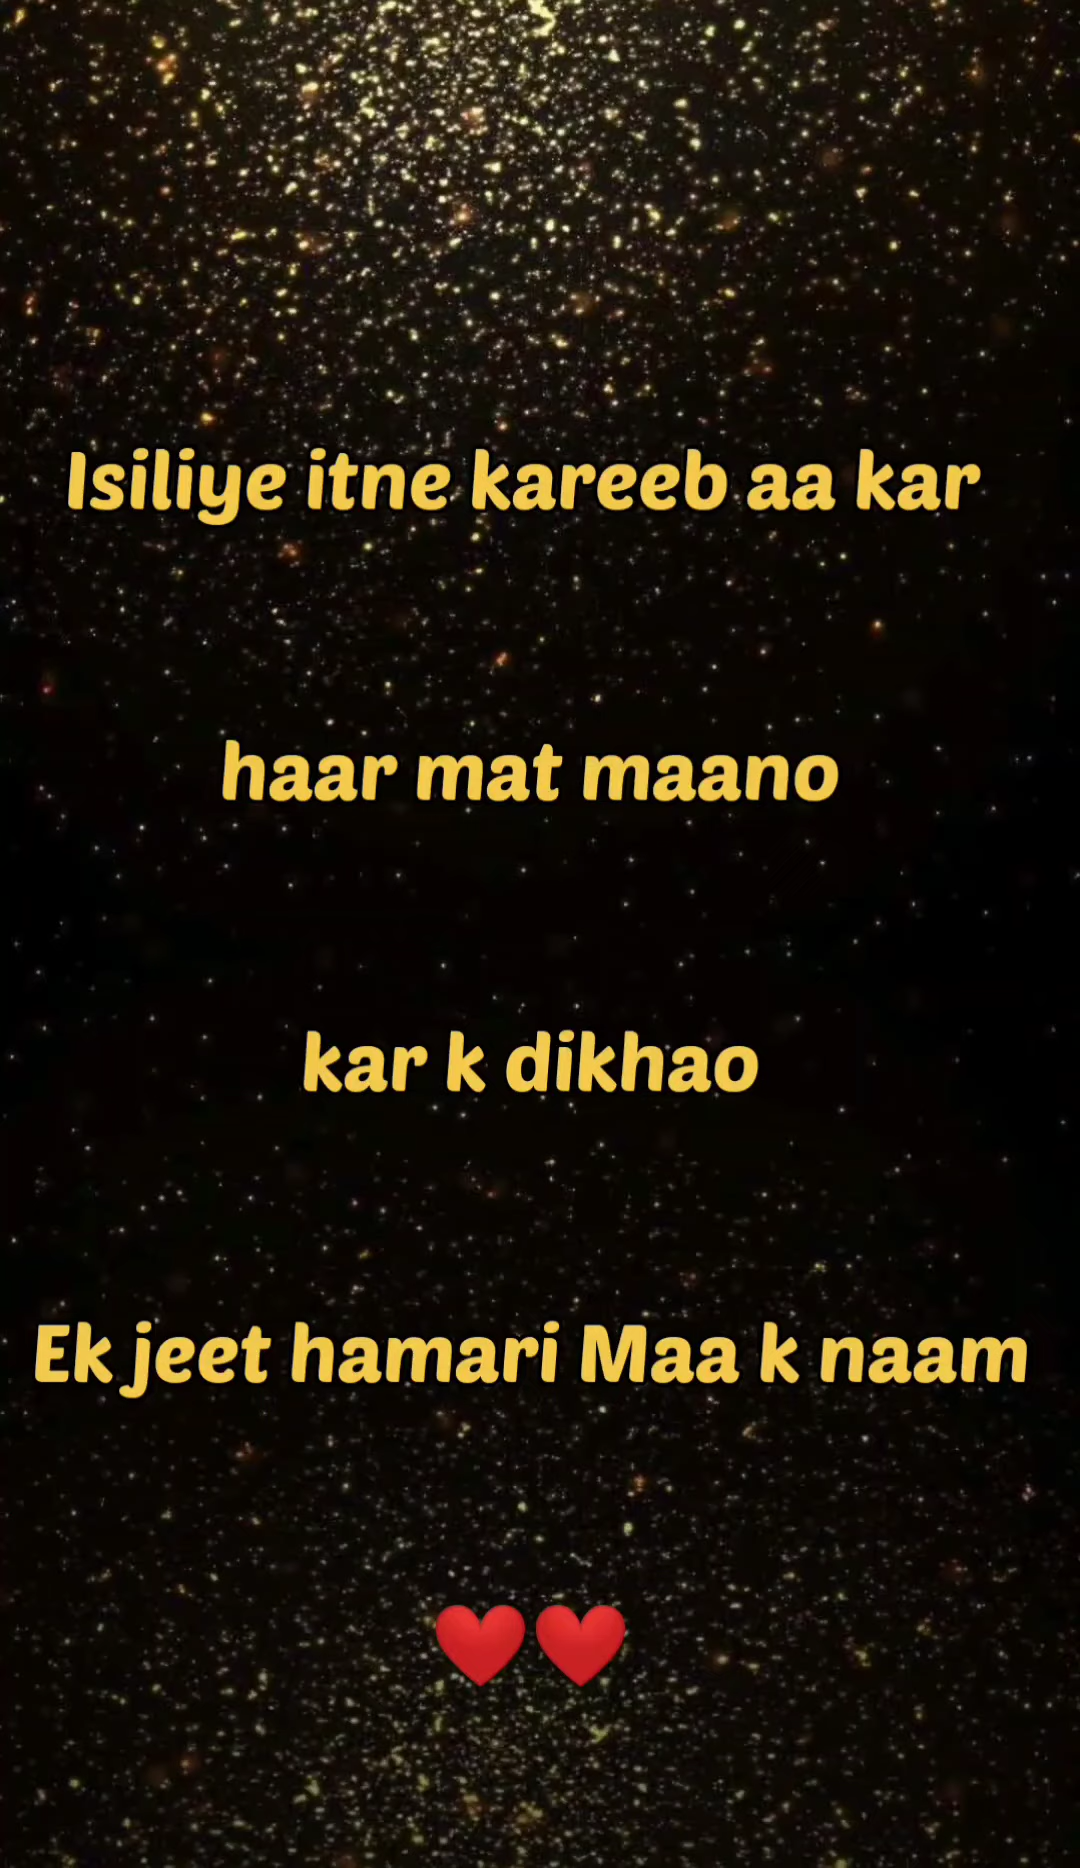 Isiliye itne kareeb aa kar
haar mat maano
kar k dikhao
Ek jeet hamari Maa k naam
❤️❤️